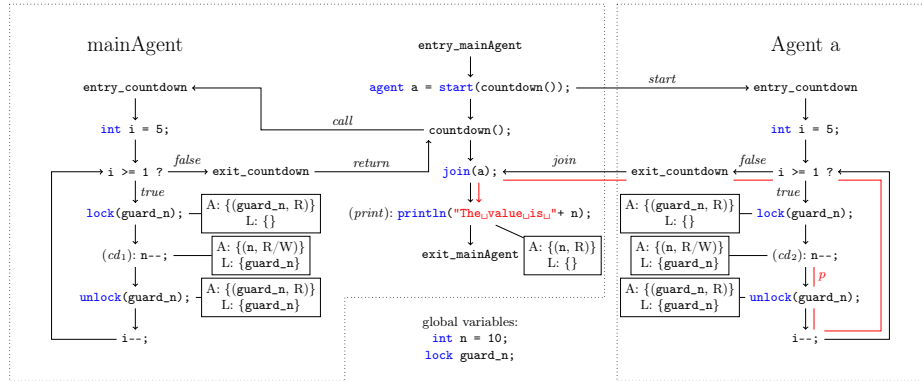 mainAgent
entry_mainAgent
Agent a
entry_countdown
agent a = start(countdown());
start
entry_countdown
int i = 5;
call
countdown();
int i = 5;
i >= 1 ?
false
exit_countdown
return
join(a);
join
exit_countdown
false
i >= 1 ?
true
true
lock(guard_n);
A: {(guard_n, R)}
L: {}
(print): println("The␣value␣is␣"+ n);
A: {(guard_n, R)}
L: {}
lock(guard_n);
(cd₁): n--;
A: {(n, R/W)}
L: {guard_n}
exit_mainAgent
A: {(n, R)}
L: {}
A: {(n, R/W)}
L: {guard_n}
(cd₂): n--;
p
unlock(guard_n);
A: {(guard_n, R)}
L: {guard_n}
A: {(guard_n, R)}
L: {guard_n}
unlock(guard_n);
i--;
global variables:
int n = 10;
lock guard_n;
i--;